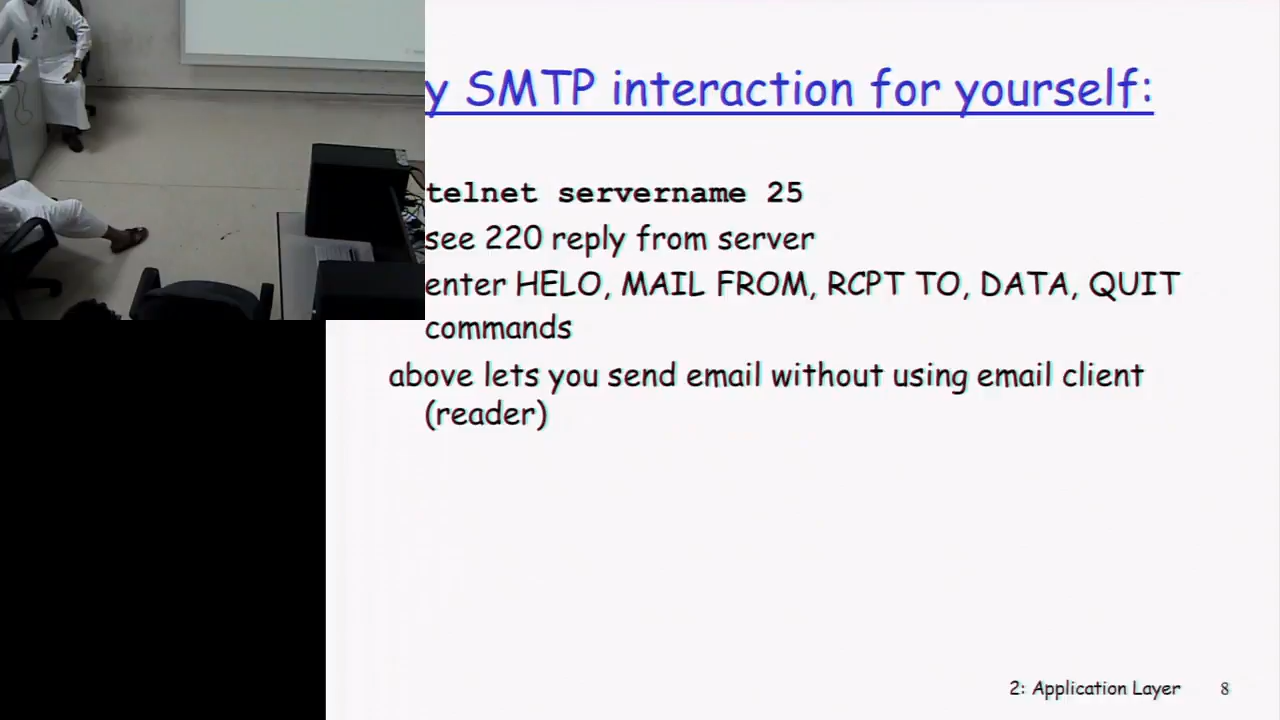 y SMTP interaction for yourself:
telnet servername 25
see 220 reply from server
enter HELO, MAIL FROM, RCPT TO, DATA, QUIT
commands
above lets you send email without using email client
(reader)
2: Application Layer 8